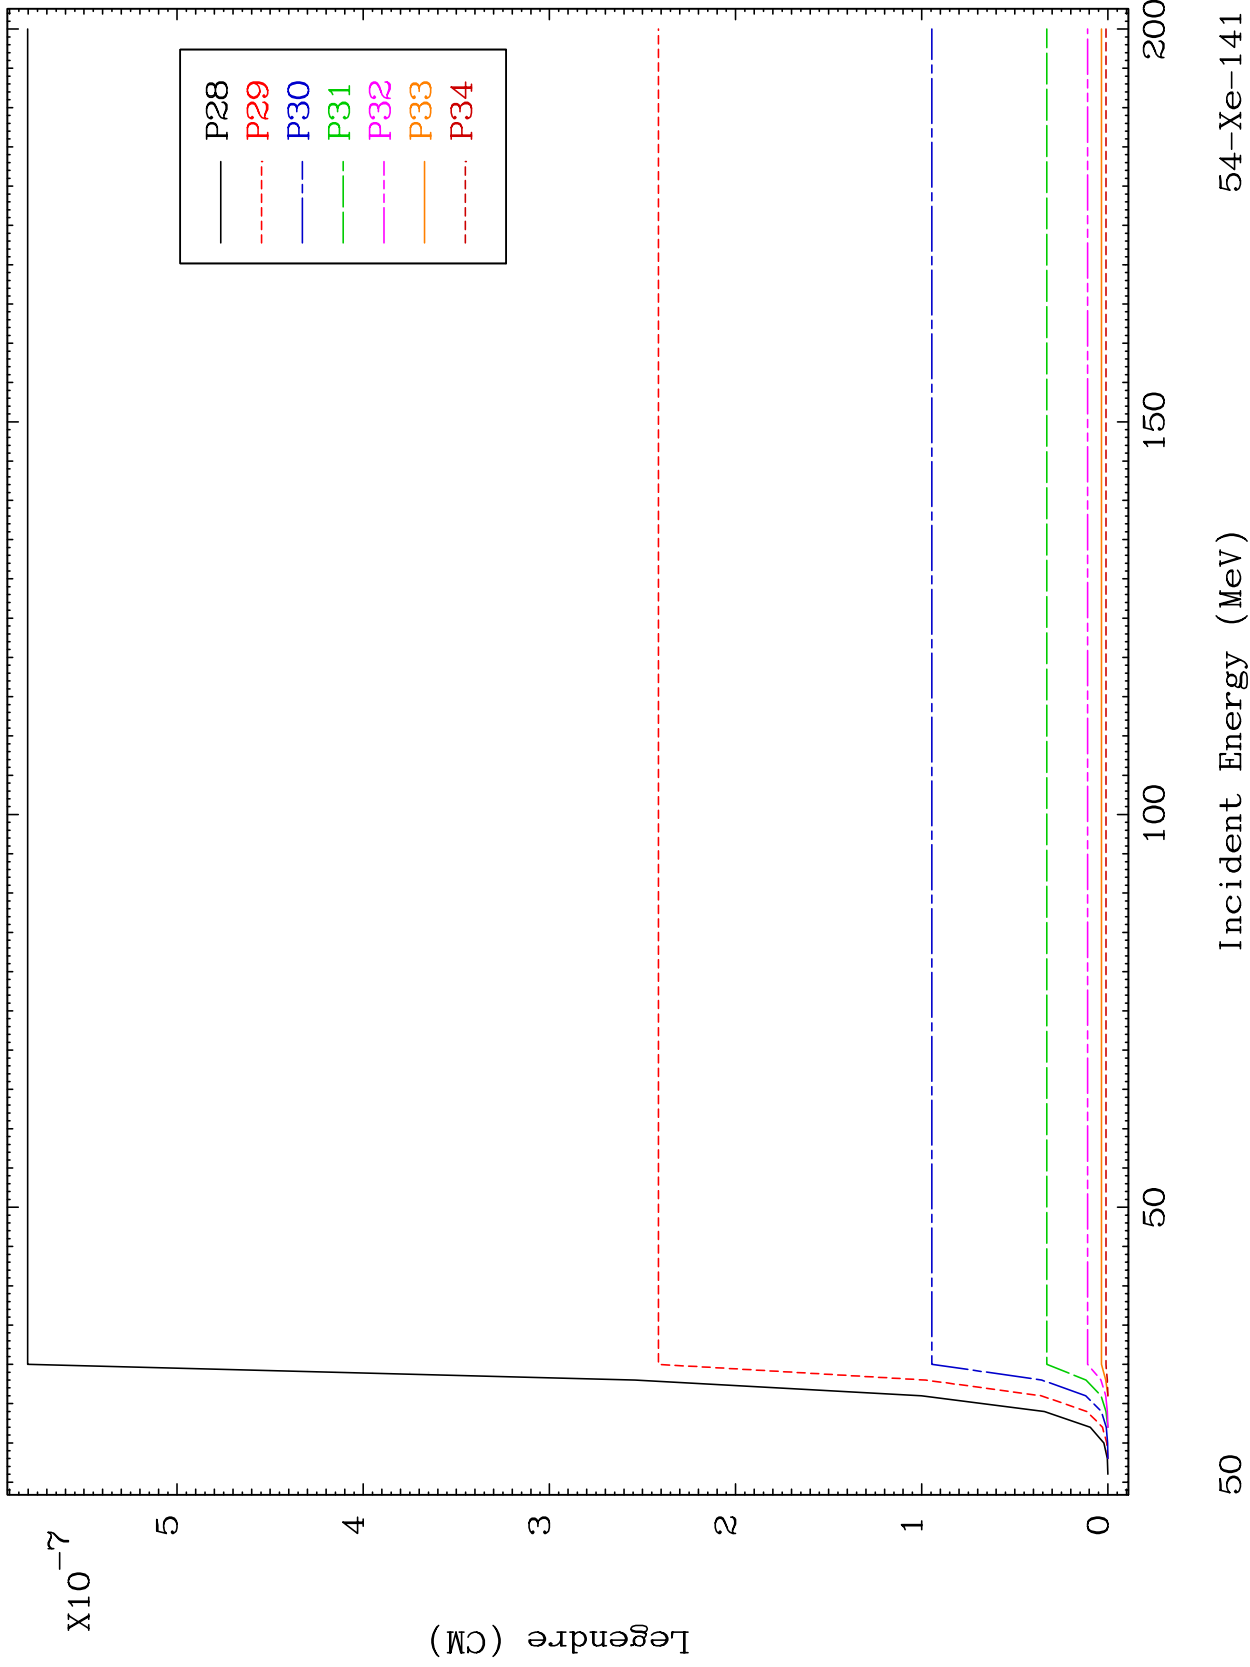 X10-7
5
4
3
2
1
0
Legendre (CM)
P28
P29
P30
P31
P32
P33
P34
50
100
150
200
Incident Energy (MeV)
50
54-Xe-141